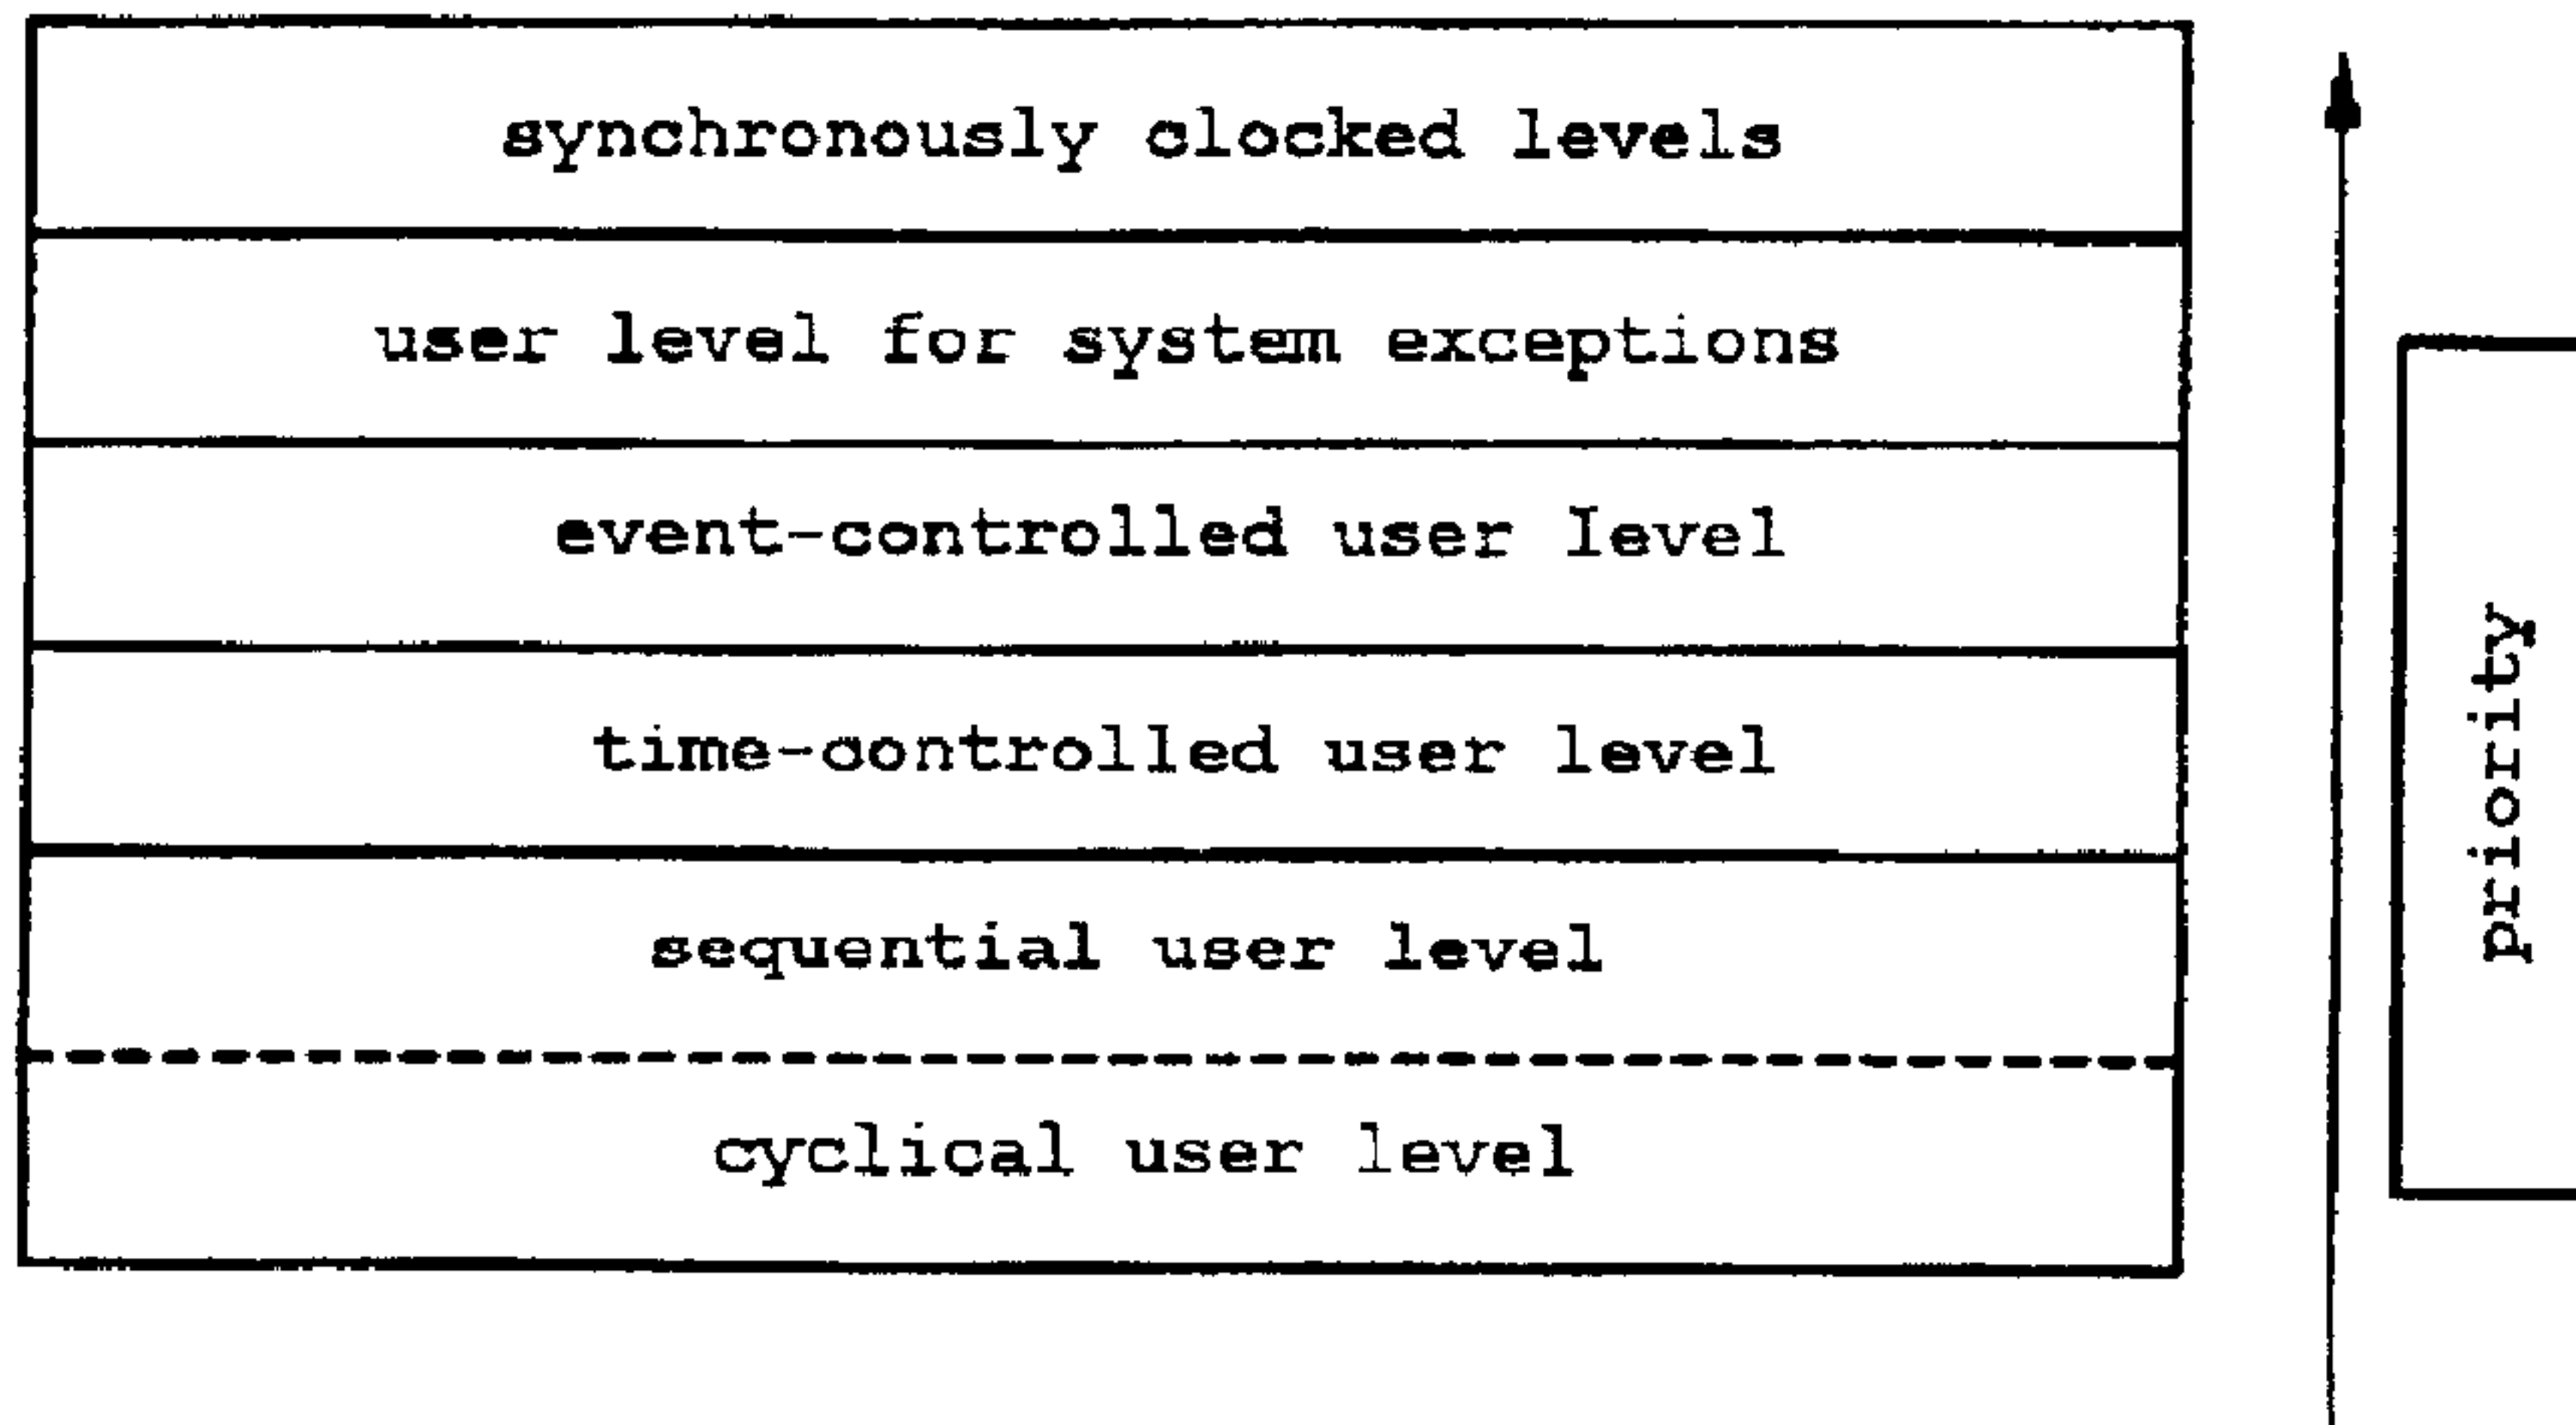 synchronously clocked levels
user level for system exceptions
event-controlled user level
time-controlled user level
sequential user level
cyclical user level
priority